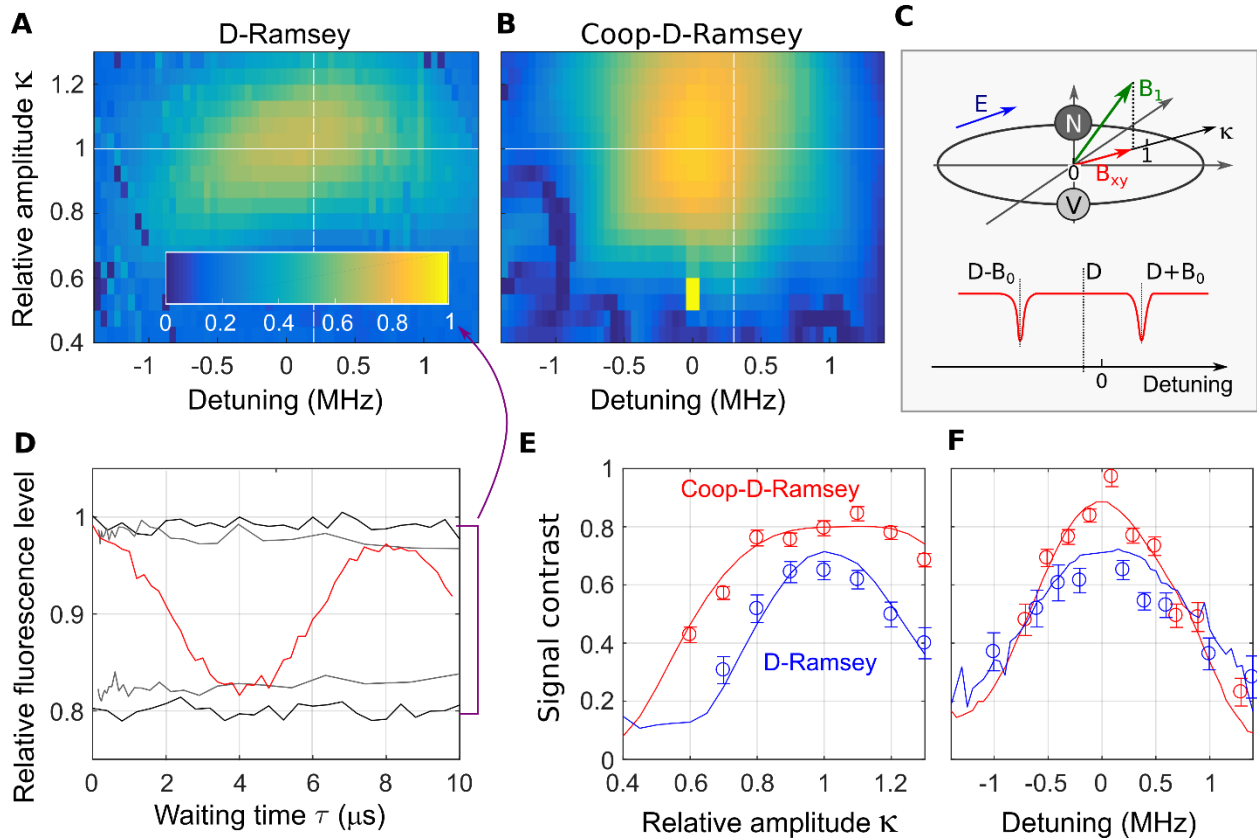 A
D-Ramsey
Relative amplitude κ
1.2
1
0.8
0.6
0.4
0 0.2 0.4 0.6 0.8 1
-1 -0.5 0 0.5 1
Detuning (MHz)
B
Coop-D-Ramsey
-1 -0.5 0 0.5 1
Detuning (MHz)
C
E
N
B1
κ
1
0
Bxy
V
D-B0
D
D+B0
0
Detuning
D
Relative fluorescence level
1
0.9
0.8
0 2 4 6 8 10
Waiting time τ (μs)
E
Signal contrast
1
0.8
0.6
0.4
0.2
0
Coop-D-Ramsey
D-Ramsey
0.4 0.6 0.8 1 1.2
Relative amplitude κ
F
-1 -0.5 0 0.5 1
Detuning (MHz)